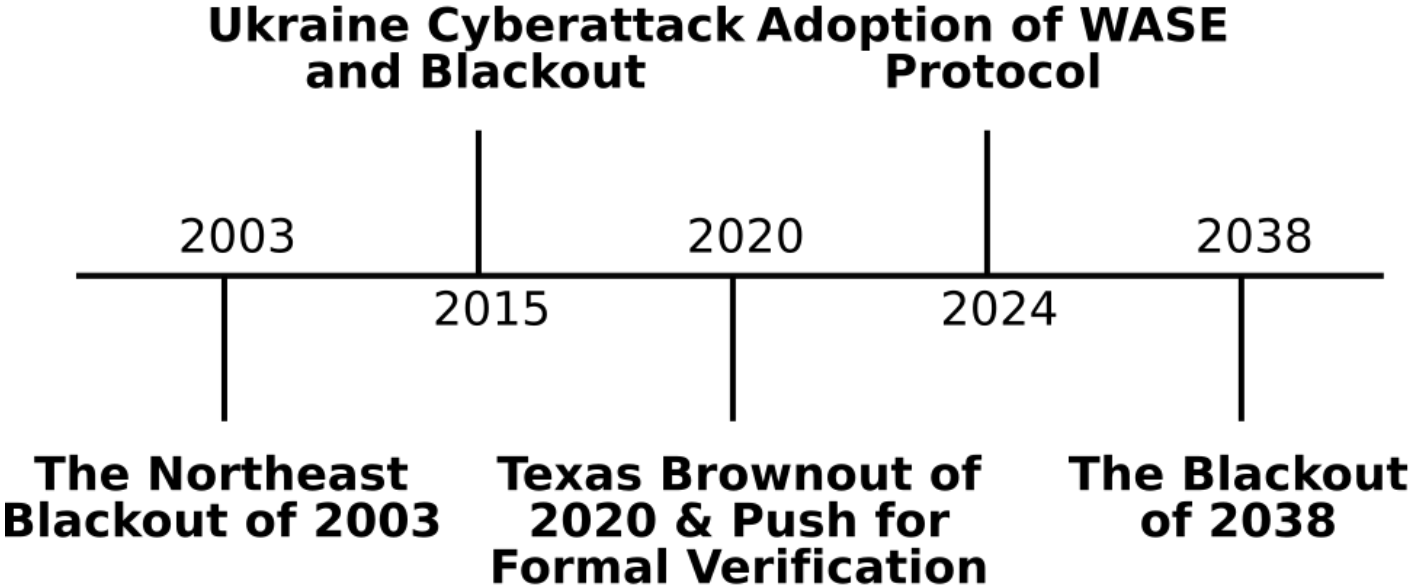 Ukraine Cyberattack
and Blackout
Adoption of WASE
Protocol
2003
2020
2038
2015
2024
The Northeast
Blackout of 2003
Texas Brownout of
2020 & Push for
Formal Verification
The Blackout
of 2038